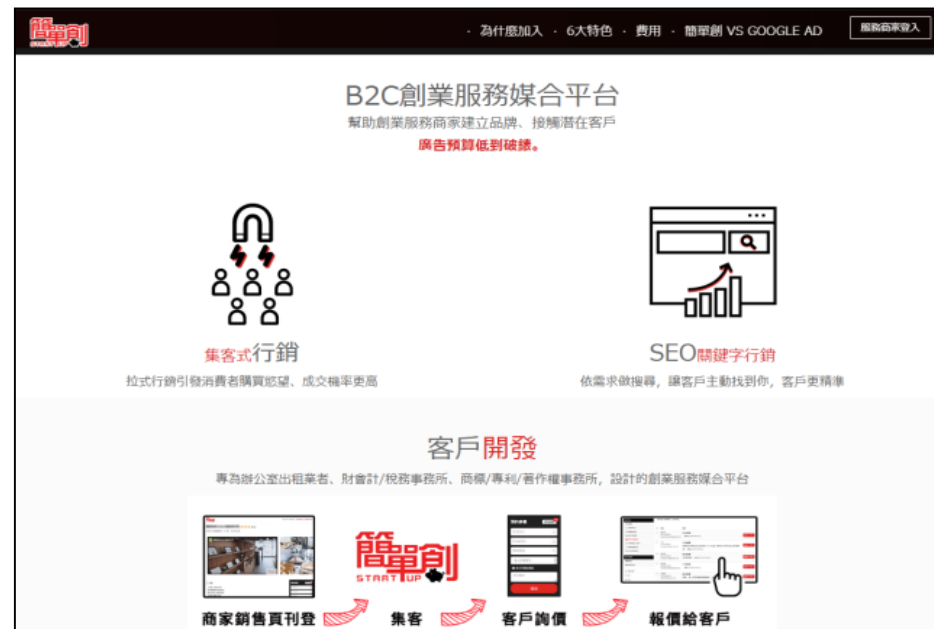 簡單創
START UP
· 為什麼加入 · 6大特色 · 費用 · 簡單創 VS GOOGLE AD
服務商家登入
B2C創業服務媒合平台
幫助創業服務商家建立品牌、接觸潛在客戶
廣告預算低到破錶。
集客式行銷
SEO關鍵字行銷
拉式行銷引發消費者購買慾望、成交機率更高
依需求做搜尋，讓客戶主動找到你，客戶更精準
客戶開發
專為辦公室出租業者、財會計/稅務事務所、商標/專利/著作權事務所，設計的創業服務媒合平台
簡單創
START UP
商家銷售頁刊登
集客
客戶詢價
報價給客戶